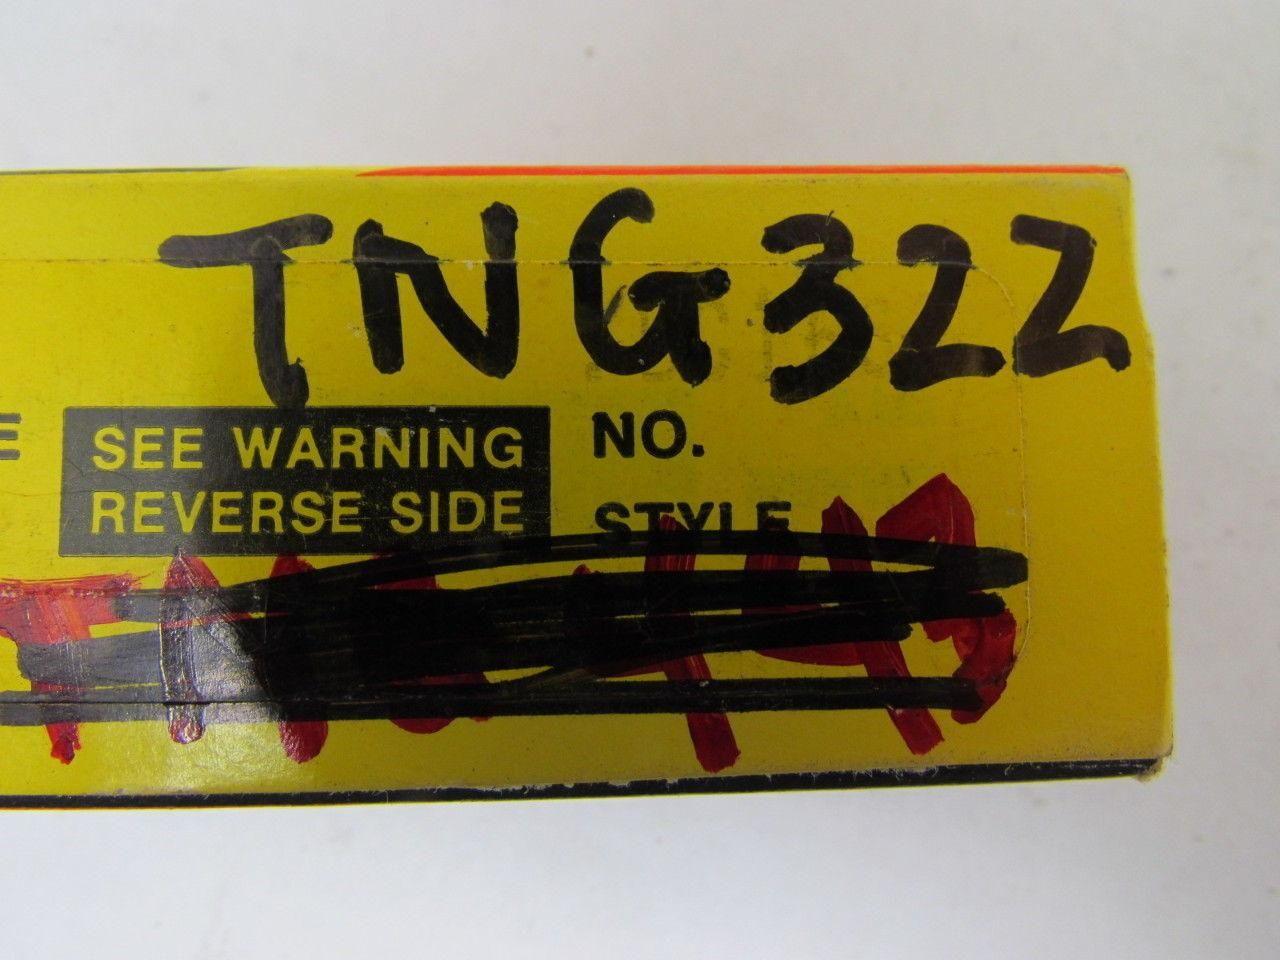 TNG322
SEE WARNING
REVERSE SIDE
NO.
STYLE